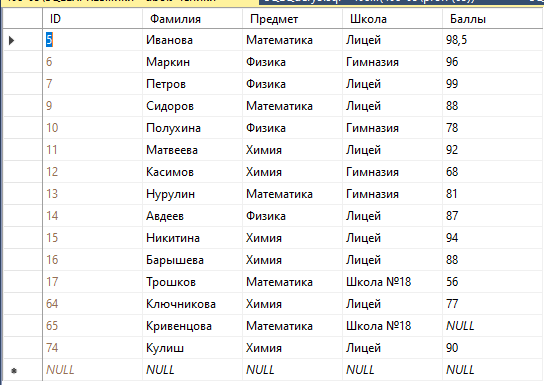 ID Фамилия Предмет Школа Баллы
5 Иванова Математика Лицей 98,5
6 Маркин Физика Гимназия 96
7 Петров Физика Лицей 99
9 Сидоров Математика Лицей 88
10 Полухина Физика Гимназия 78
11 Матвеева Химия Лицей 92
12 Касимов Химия Гимназия 68
13 Нурулин Математика Гимназия 81
14 Авдеев Физика Лицей 87
15 Никитина Химия Лицей 94
16 Барышева Химия Лицей 88
17 Трошков Математика Школа №18 56
64 Ключникова Химия Лицей 77
65 Кривенцова Математика Школа №18 NULL
74 Кулиш Химия Лицей 90
NULL NULL NULL NULL NULL